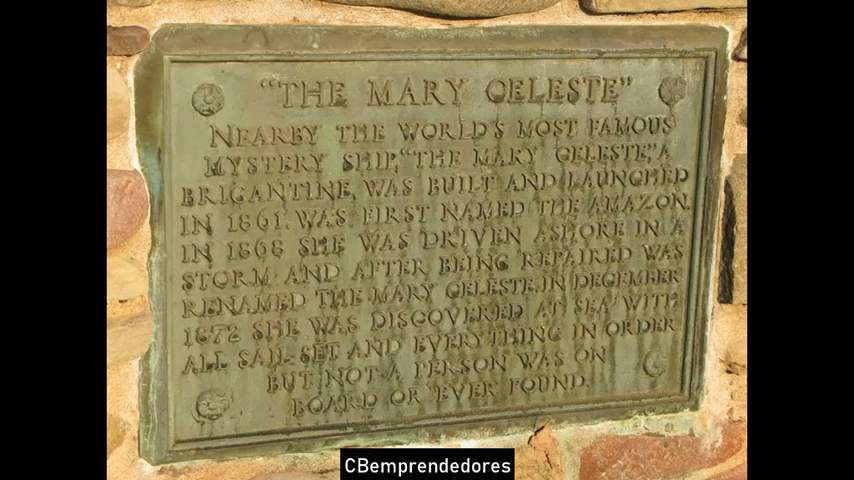 "THE MARY CELESTE"
NEARBY THE WORLD'S MOST FAMOUS
MYSTERY SHIP, "THE MARY CELESTE," A
BRIGANTINE, WAS BUILT AND LAUNCHED
IN 1861. WAS FIRST NAMED THE AMAZON.
IN 1868 SHE WAS DRIVEN ASHORE IN A
STORM AND AFTER BEING REPAIRED WAS
RENAMED THE MARY CELESTE. IN DECEMBER
1872 SHE WAS DISCOVERED AT SEA WITH
ALL SAIL SET AND EVERYTHING IN ORDER
BUT NOT A PERSON WAS ON
BOARD OR EVER FOUND.
CBemprendedores